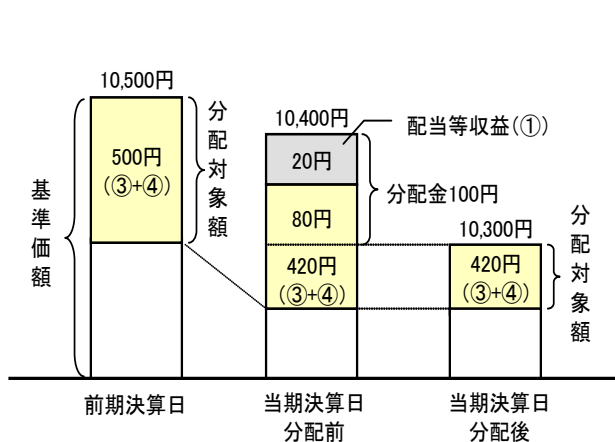 10,500円
500円
(③+④)
分配対象額
基準価額
前期決算日
10,400円
配当等収益(①)
20円
分配金100円
80円
420円
(③+④)
当期決算日
分配前
10,300円
420円
(③+④)
分配対象額
当期決算日
分配後